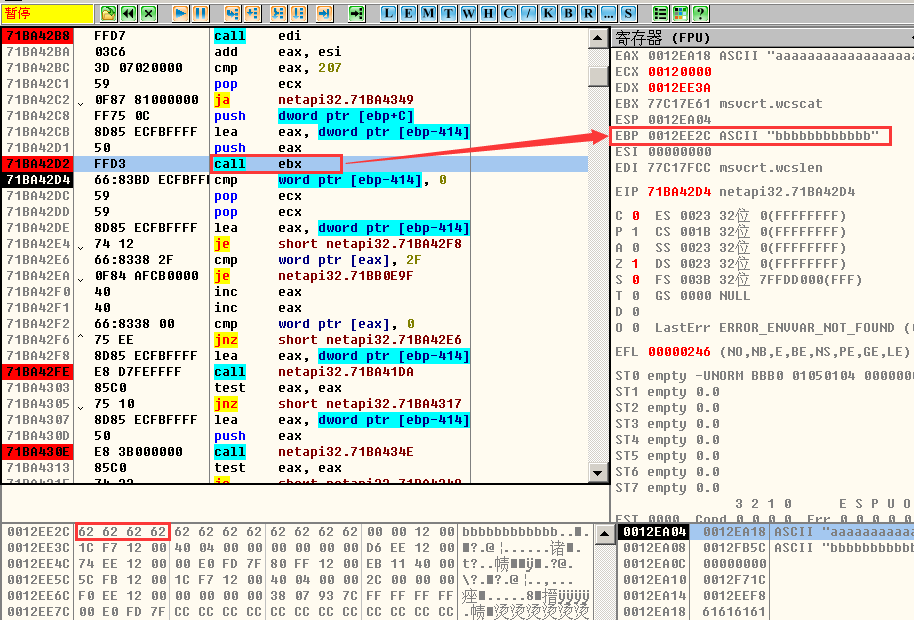 暂停 L E M T W H C / K B R ... S ?
71BA42B8 FFD7 call edi
71BA42BA 03C6 add eax, esi
71BA42BC 3D 07020000 cmp eax, 207
71BA42C1 59 pop ecx
71BA42C2 0F87 81000000 ja netapi32.71BA4349
71BA42C8 FF75 0C push dword ptr [ebp+C]
71BA42CB 8D85 ECFBFFFF lea eax, dword ptr [ebp-414]
71BA42D1 50 push eax
71BA42D2 FFD3 call ebx
71BA42D4 66:83BD ECFBFF cmp word ptr [ebp-414], 0
71BA42DC 59 pop ecx
71BA42DD 59 pop ecx
71BA42DE 8D85 ECFBFFFF lea eax, dword ptr [ebp-414]
71BA42E4 74 12 je short netapi32.71BA42F8
71BA42E6 66:8338 2F cmp word ptr [eax], 2F
71BA42EA 0F84 AFCB0000 je netapi32.71BB0E9F
71BA42F0 40 inc eax
71BA42F1 40 inc eax
71BA42F2 66:8338 00 cmp word ptr [eax], 0
71BA42F6 75 EE jnz short netapi32.71BA42E6
71BA42F8 8D85 ECFBFFFF lea eax, dword ptr [ebp-414]
71BA42FE E8 D7FEFFFF call netapi32.71BA41DA
71BA4303 85C0 test eax, eax
71BA4305 75 10 jnz short netapi32.71BA4317
71BA4307 8D85 ECFBFFFF lea eax, dword ptr [ebp-414]
71BA430D 50 push eax
71BA430E E8 3B000000 call netapi32.71BA434E
71BA4313 85C0 test eax, eax
寄存器 (FPU)
EAX 0012EA18 ASCII "aaaaaaaaaaaaaaaaa
ECX 00120000
EDX 0012EE3A
EBX 77C17E61 msvcrt.wcscat
ESP 0012EA04
EBP 0012EE2C ASCII "bbbbbbbbbbbb"
ESI 00000000
EDI 77C17FCC msvcrt.wcslen
EIP 71BA42D4 netapi32.71BA42D4
C 0 ES 0023 32位 0(FFFFFFFF)
P 1 CS 001B 32位 0(FFFFFFFF)
A 0 SS 0023 32位 0(FFFFFFFF)
Z 1 DS 0023 32位 0(FFFFFFFF)
S 0 FS 003B 32位 7FFDD000(FFF)
T 0 GS 0000 NULL
D 0
O 0 LastErr ERROR_ENVVAR_NOT_FOUND (
EFL 00000246 (NO,NB,E,BE,NS,PE,GE,LE)
ST0 empty -UNORM BBB0 01050104 0000000
ST1 empty 0.0
ST2 empty 0.0
ST3 empty 0.0
ST4 empty 0.0
ST5 empty 0.0
ST6 empty 0.0
ST7 empty 0.0
3 2 1 0 E S P U O
FST 0000 Cond 0 0 0 0 Err 0 0 0 0 0
0012EE2C 62 62 62 62 62 62 62 62 62 62 62 62 00 00 12 00 bbbbbbbbbbbb
0012EE3C 1C F7 12 00 40 04 00 00 00 00 00 00 D6 EE 12 00
0012EE4C 74 EE 12 00 00 E0 FD 7F 80 FF 12 00 EB 11 40 00
0012EE5C 5C FB 12 00 1C F7 12 00 40 04 00 00 2C 00 00 00
0012EE6C F0 EE 12 00 00 00 00 00 38 07 93 7C FF FF FF FF
0012EE7C 00 E0 FD 7F CC CC CC CC CC CC CC CC CC CC CC CC
0012EA04 0012EA18 ASCII "aaaaaaaaaaa
0012EA08 0012FB5C ASCII "bbbbbbbbbbb
0012EA0C 00000000
0012EA10 0012F71C
0012EA14 0012EEF8
0012EA18 61616161